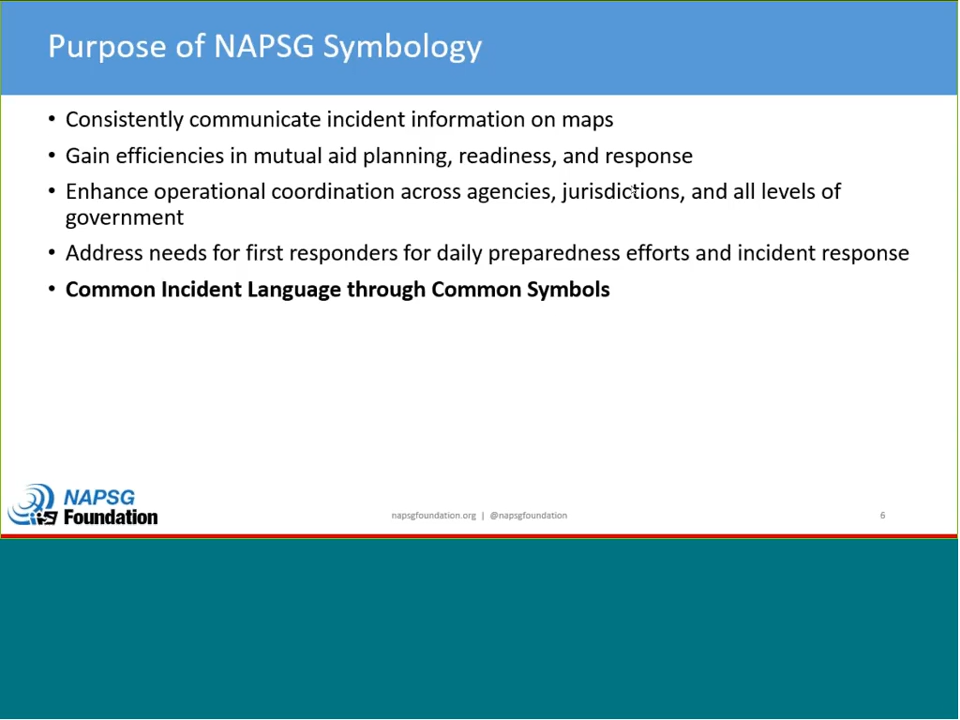 Purpose of NAPSG Symbology
• Consistently communicate incident information on maps
• Gain efficiencies in mutual aid planning, readiness, and response
• Enhance operational coordination across agencies, jurisdictions, and all levels of
government
• Address needs for first responders for daily preparedness efforts and incident response
• Common Incident Language through Common Symbols
NAPSG
Foundation
napsgfoundation.org | @napsgfoundation
6